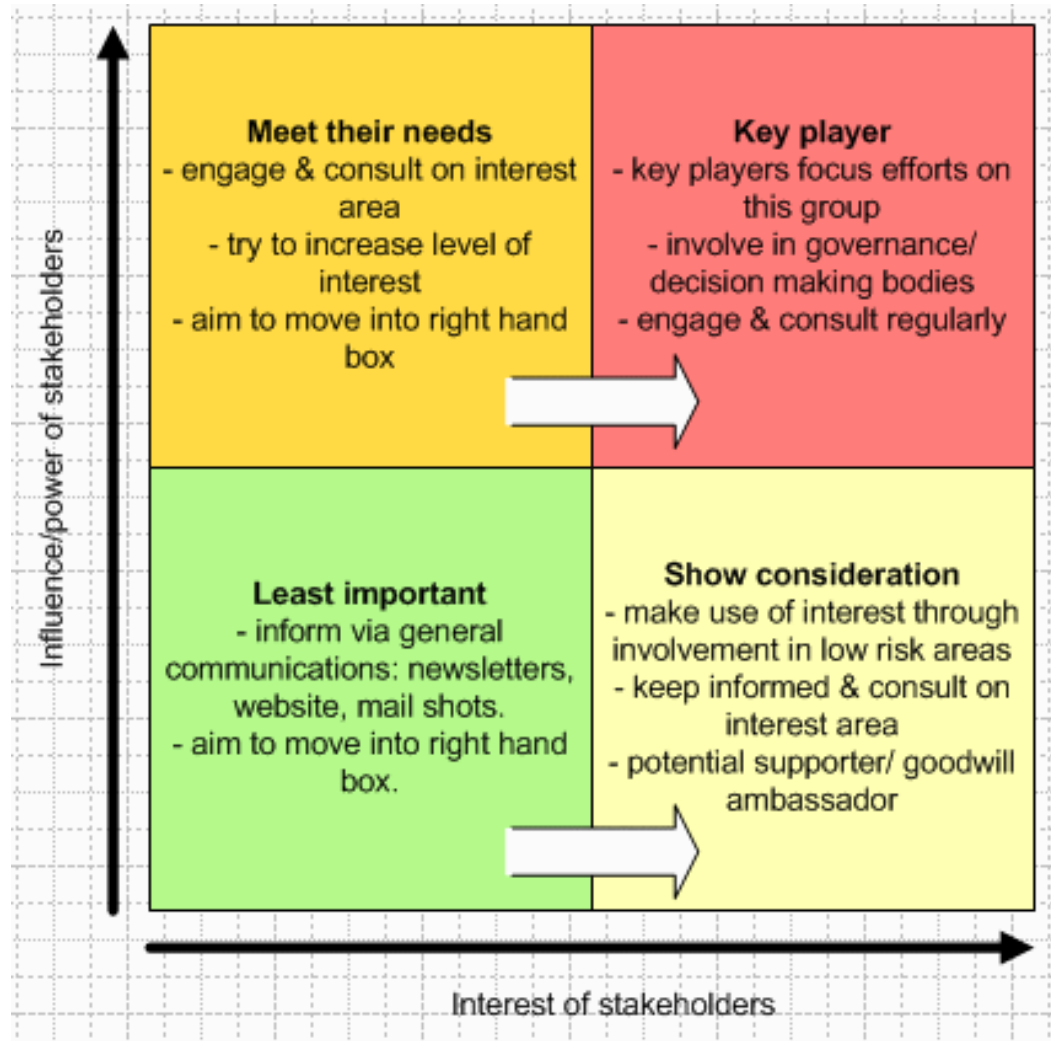 Influence/power of stakeholders
Meet their needs
- engage & consult on interest
area
- try to increase level of
interest
- aim to move into right hand
box
Key player
- key players focus efforts on
this group
- involve in governance/
decision making bodies
- engage & consult regularly
Least important
- inform via general
communications: newsletters,
website, mail shots.
- aim to move into right hand
box.
Show consideration
- make use of interest through
involvement in low risk areas
- keep informed & consult on
interest area
- potential supporter/ goodwill
ambassador
Interest of stakeholders